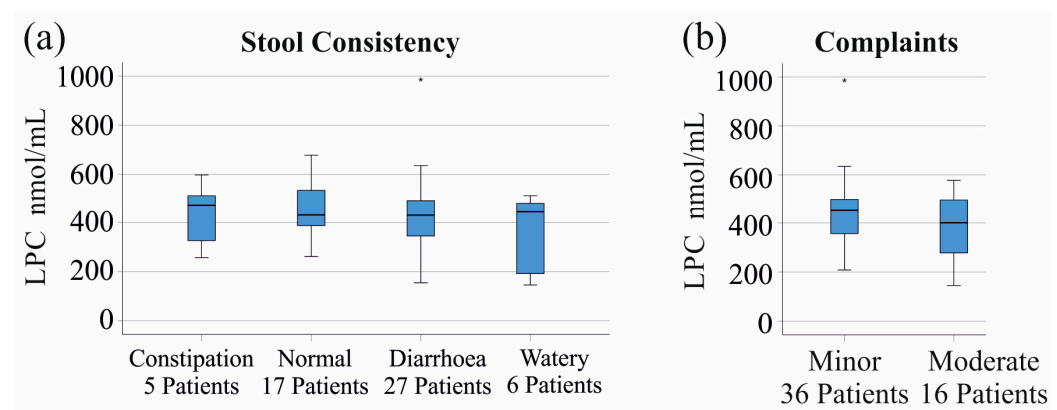 (a)
Stool Consistency
LPC nmol/mL
1000
800
600
400
200
0
*
Constipation Normal Diarrhoea Watery
5 Patients 17 Patients 27 Patients 6 Patients
(b)
Complaints
LPC nmol/mL
1000
800
600
400
200
0
*
Minor Moderate
36 Patients 16 Patients